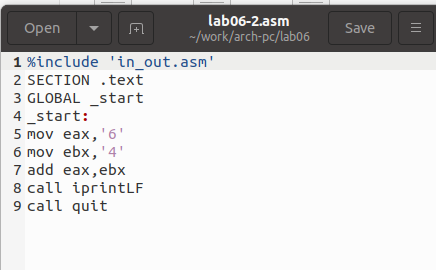 Open
lab06-2.asm
~/work/arch-pc/lab06
Save
1 %include 'in_out.asm'
2 SECTION .text
3 GLOBAL _start
4 _start:
5 mov eax,'6'
6 mov ebx,'4'
7 add eax,ebx
8 call iprintLF
9 call quit